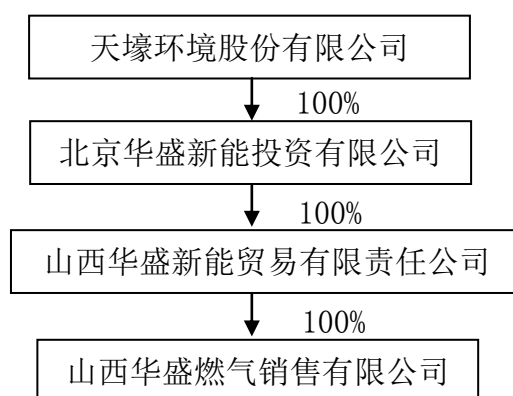 天壕环境股份有限公司
100%
北京华盛新能投资有限公司
100%
山西华盛新能贸易有限责任公司
100%
山西华盛燃气销售有限公司